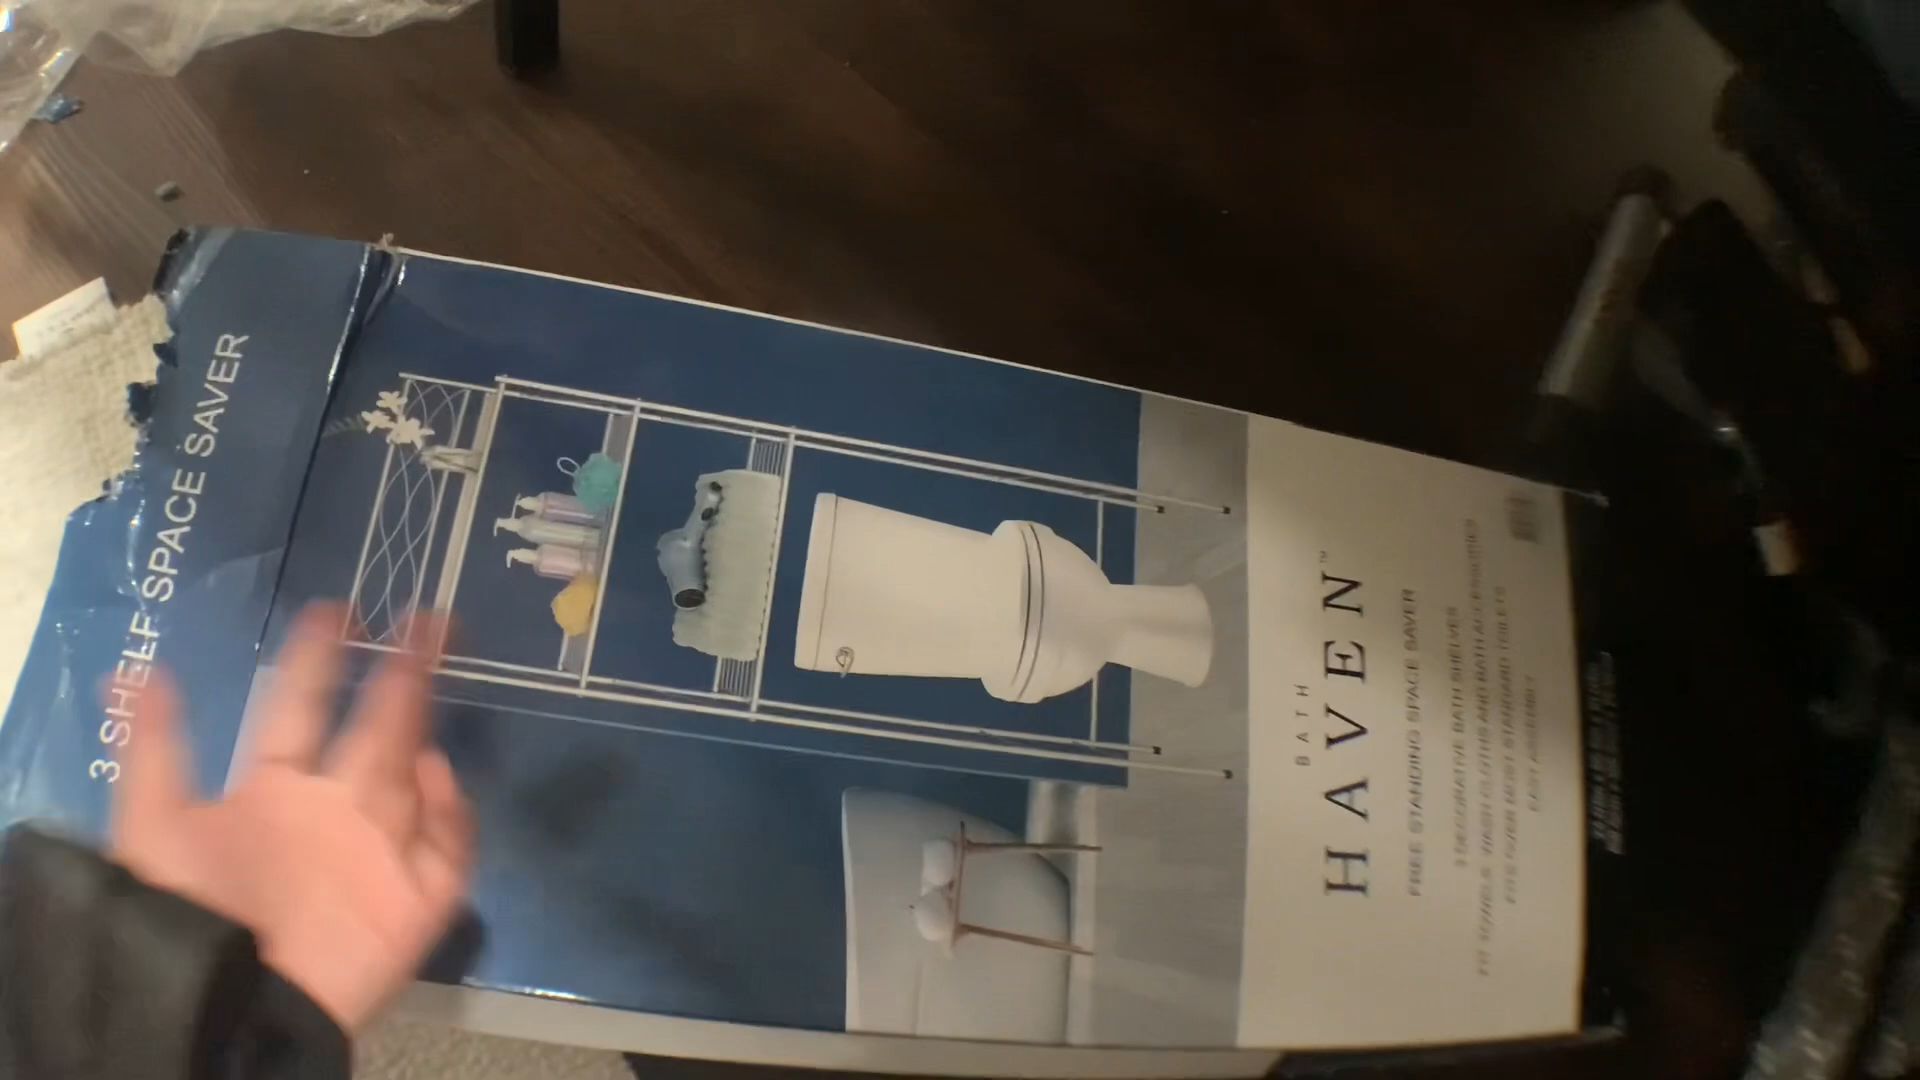 3 SHELF SPACE SAVER
BATH
HAVEN™
FREE STANDING SPACE SAVER
3 DECORATIVE BATH SHELVES
FITS OVER MOST STANDARD TOILETS
EASY ASSEMBLY